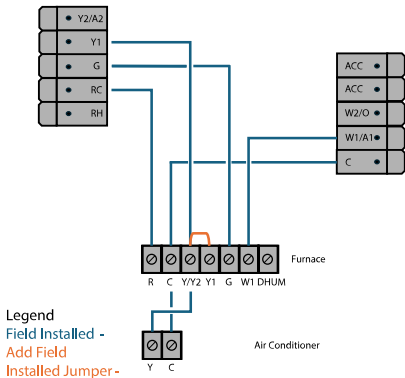 Y2/A2
Y1
G
RC
RH
ACC
ACC
W2/O
W1/A1
C
Furnace
R C Y/Y2 Y1 G W1 DHUM
Legend
Field Installed -
Add Field
Installed Jumper -
Air Conditioner
Y C